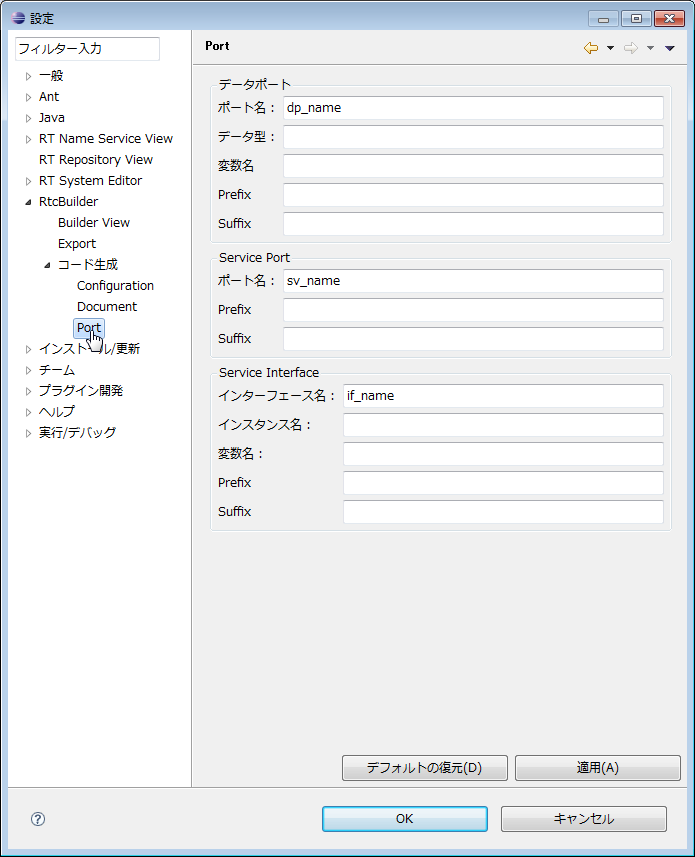 設定
フィルター入力
一般
Ant
Java
RT Name Service View
RT Repository View
RT System Editor
RtcBuilder
Builder View
Export
コード生成
Configuration
Document
Port
インストール/更新
チーム
プラグイン開発
ヘルプ
実行/デバッグ
Port
データポート
ポート名： dp_name
データ型：
変数名
Prefix
Suffix
Service Port
ポート名： sv_name
Prefix
Suffix
Service Interface
インターフェース名： if_name
インスタンス名：
変数名：
Prefix
Suffix
デフォルトの復元(D) 適用(A)
? OK キャンセル